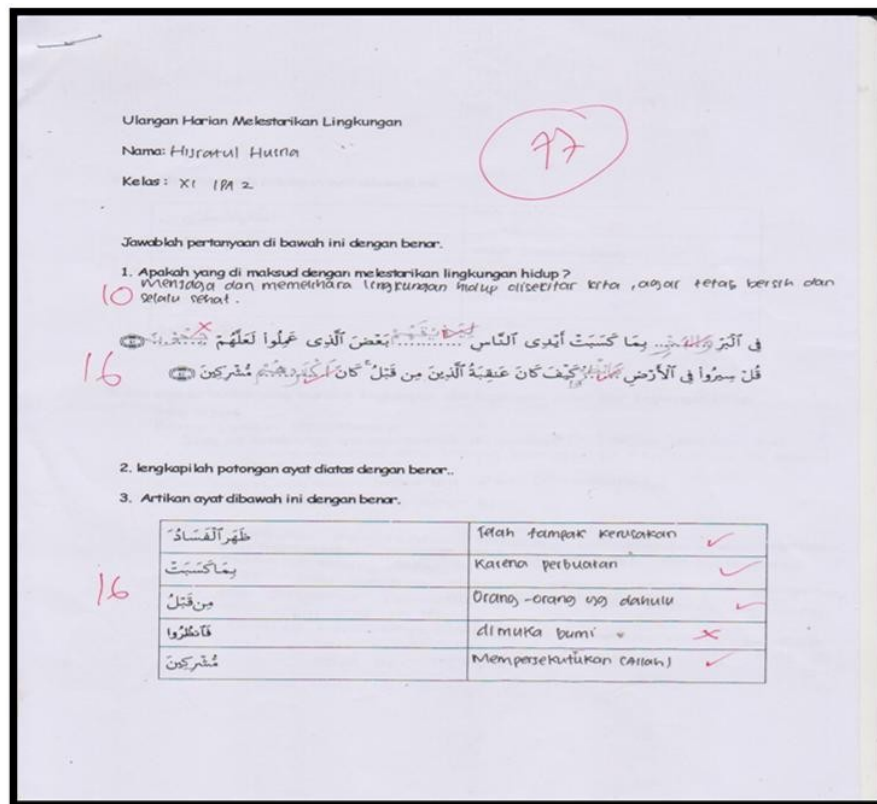 Ulangan Harian Melestarikan Lingkungan
77
Nama: Hijratul Husna
Kelas : XI IPA 2
Jawablah pertanyaan di bawah ini dengan benar.
1. Apakah yang di maksud dengan melestarikan lingkungan hidup ?
10 Menjaga dan memelihara lingkungan hidup disekitar kita , agar tetap bersih dan
selalu sehat .
فِي ٱلْبَرِّ ... بِمَا كَسَبَتْ أَيْدِى ٱلنَّاسِ ............ بَعْضَ ٱلَّذِى عَمِلُوا۟ لَعَلَّهُمْ
16 قُلْ سِيرُوا۟ فِى ٱلْأَرْضِ كَيْفَ كَانَ عَـٰقِبَةُ ٱلَّذِينَ مِن قَبْلُ ۚ كَانَ مُّشْرِكِينَ
2. lengkapilah potongan ayat diatas dengan benar..
3. Artikan ayat dibawah ini dengan benar.
ظَهَرَ ٱلْفَسَادُ Telah tampak kerusakan
بِمَا كَسَبَتْ Karena perbuatan
16 مِن قَبْلُ Orang-orang yg dahulu
فَٱنظُرُوا۟ dimuka bumi
مُّشْرِكِينَ Mempersekutukan (Allah)